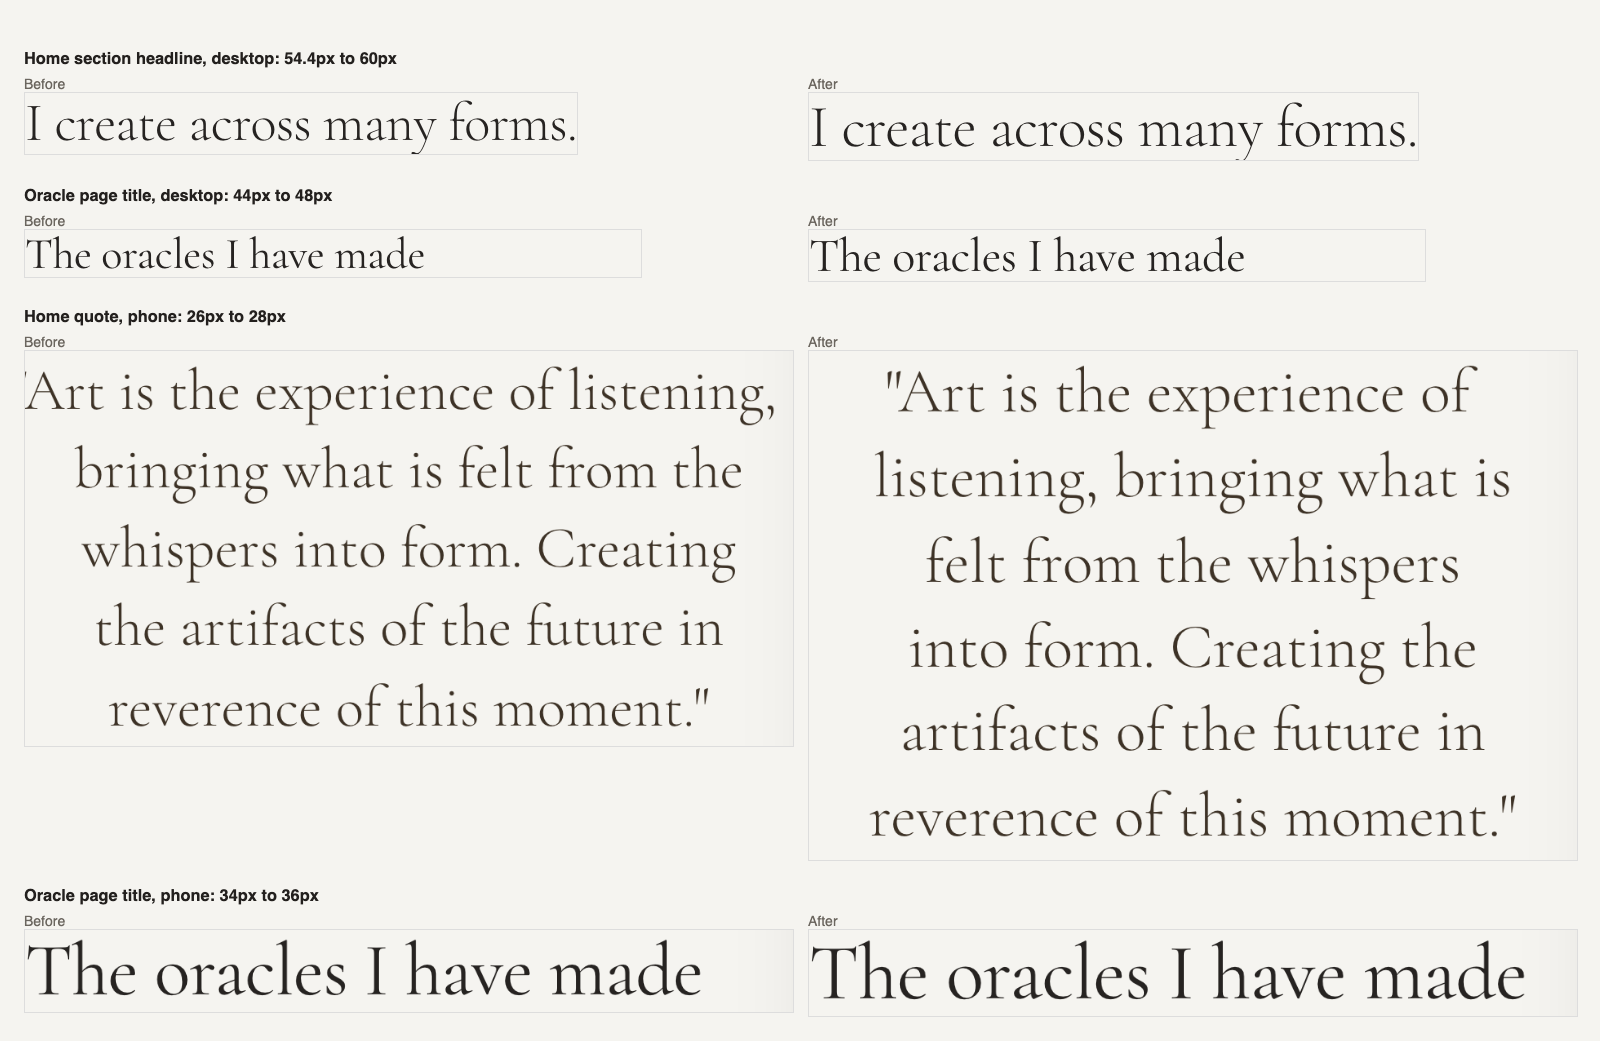 Home section headline, desktop: 54.4px to 60px
Before
I create across many forms.
After
I create across many forms.
Oracle page title, desktop: 44px to 48px
Before
The oracles I have made
After
The oracles I have made
Home quote, phone: 26px to 28px
Before
"Art is the experience of listening,
bringing what is felt from the
whispers into form. Creating
the artifacts of the future in
reverence of this moment."
After
"Art is the experience of
listening, bringing what is
felt from the whispers
into form. Creating the
artifacts of the future in
reverence of this moment."
Oracle page title, phone: 34px to 36px
Before
The oracles I have made
After
The oracles I have made